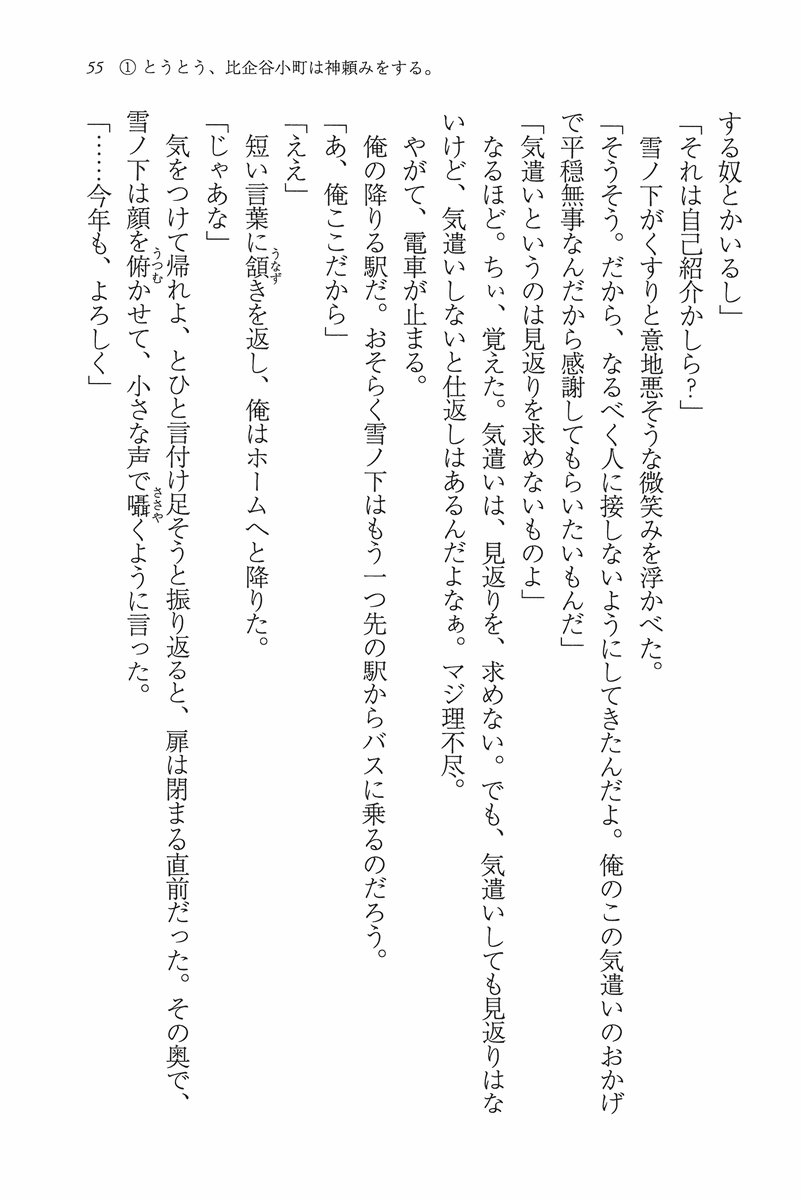 55 ① とうとう、比企谷小町は神頼みをする。
する奴とかいるし」
「それは自己紹介かしら？」
雪ノ下がくすりと意地悪そうな微笑みを浮かべた。
「そうそう。だから、なるべく人に接しないようにしてきたんだよ。俺のこの気遣いのおかげ
で平穏無事なんだから感謝してもらいたいもんだ」
「気遣いというのは見返りを求めないものよ」
なるほど。ちぃ、覚えた。気遣いは、見返りを、求めない。でも、気遣いしても見返りはな
いけど、気遣いしないと仕返しはあるんだよなぁ。マジ理不尽。
やがて、電車が止まる。
俺の降りる駅だ。おそらく雪ノ下はもう一つ先の駅からバスに乗るのだろう。
「あ、俺ここだから」
「ええ」
短い言葉に頷うなずきを返し、俺はホームへと降りた。
「じゃあな」
気をつけて帰れよ、とひと言付け足そうと振り返ると、扉は閉まる直前だった。その奥で、
雪ノ下は顔を俯うつむかせて、小さな声で囁ささやくように言った。
「……今年も、よろしく」